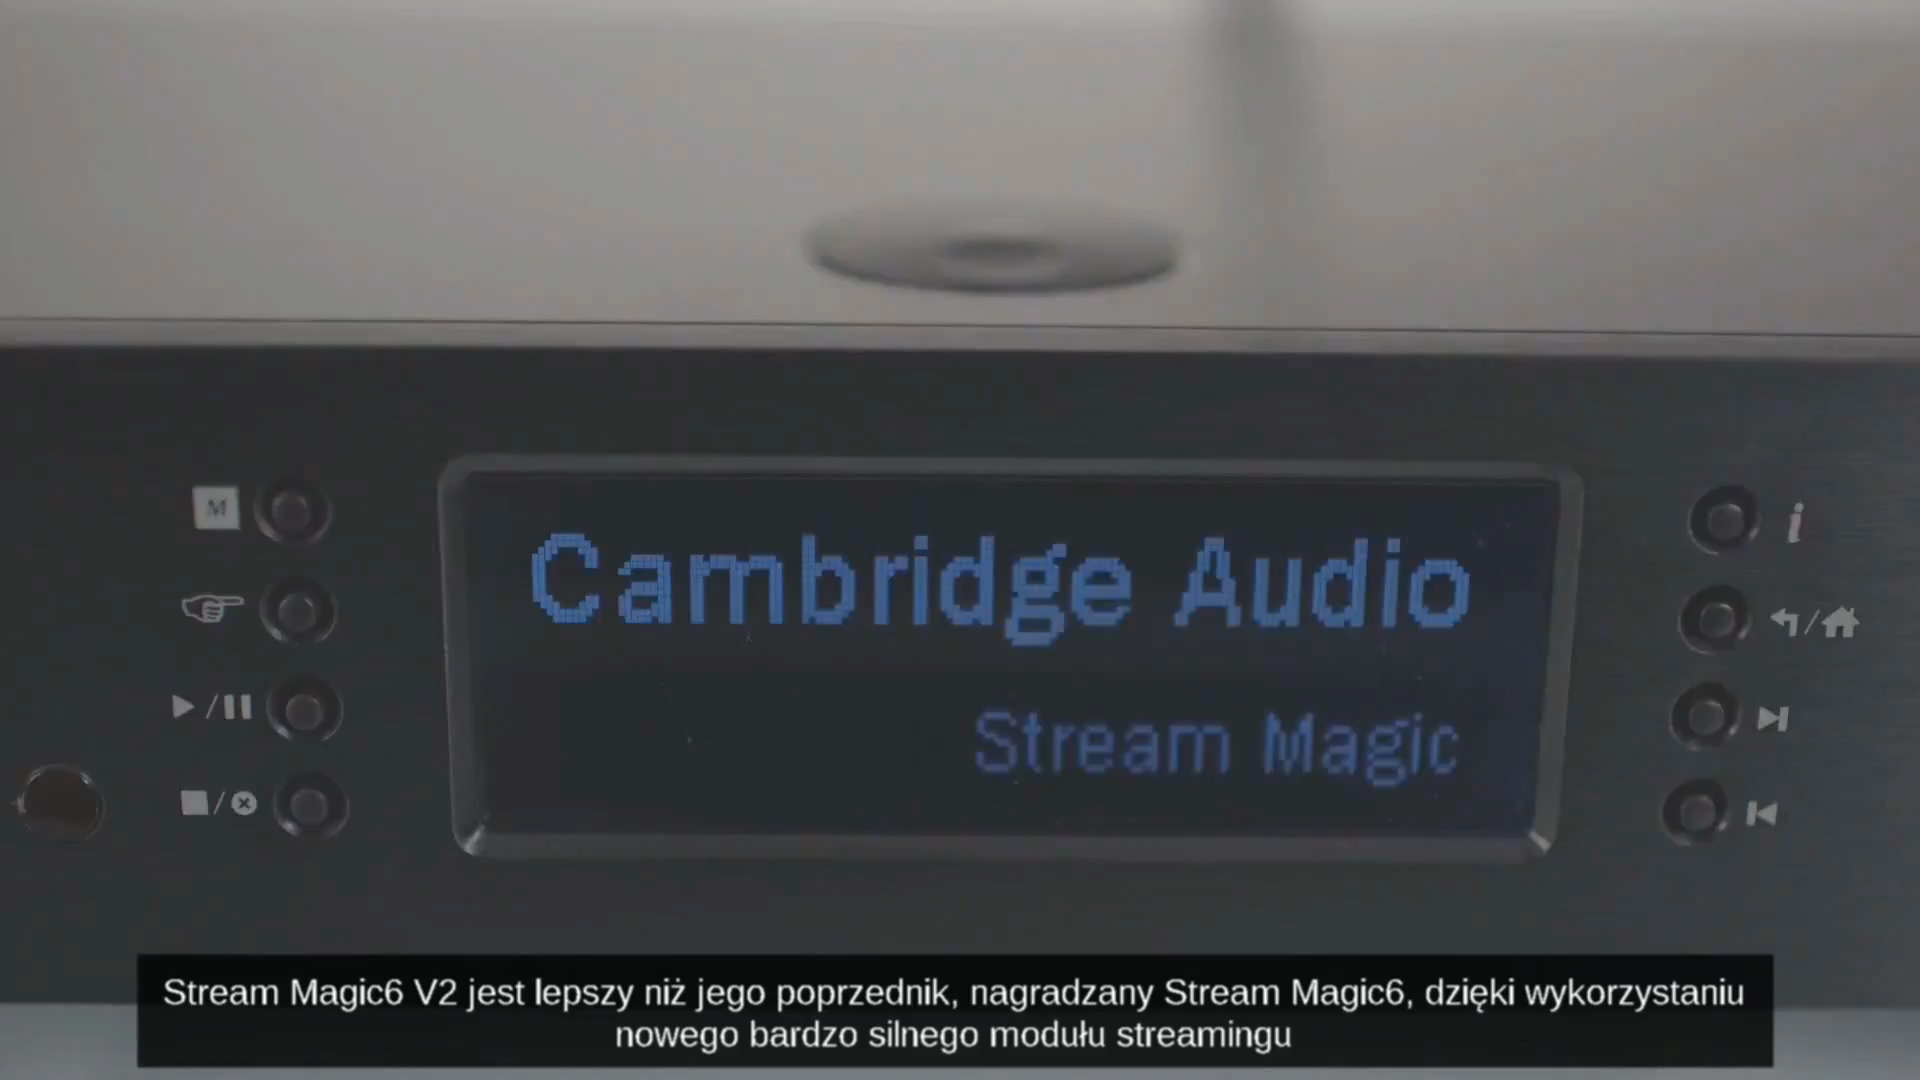 M
Cambridge Audio
i
Stream Magic
Stream Magic6 V2 jest lepszy niż jego poprzednik, nagradzany Stream Magic6, dzięki wykorzystaniu
nowego bardzo silnego modułu streamingu